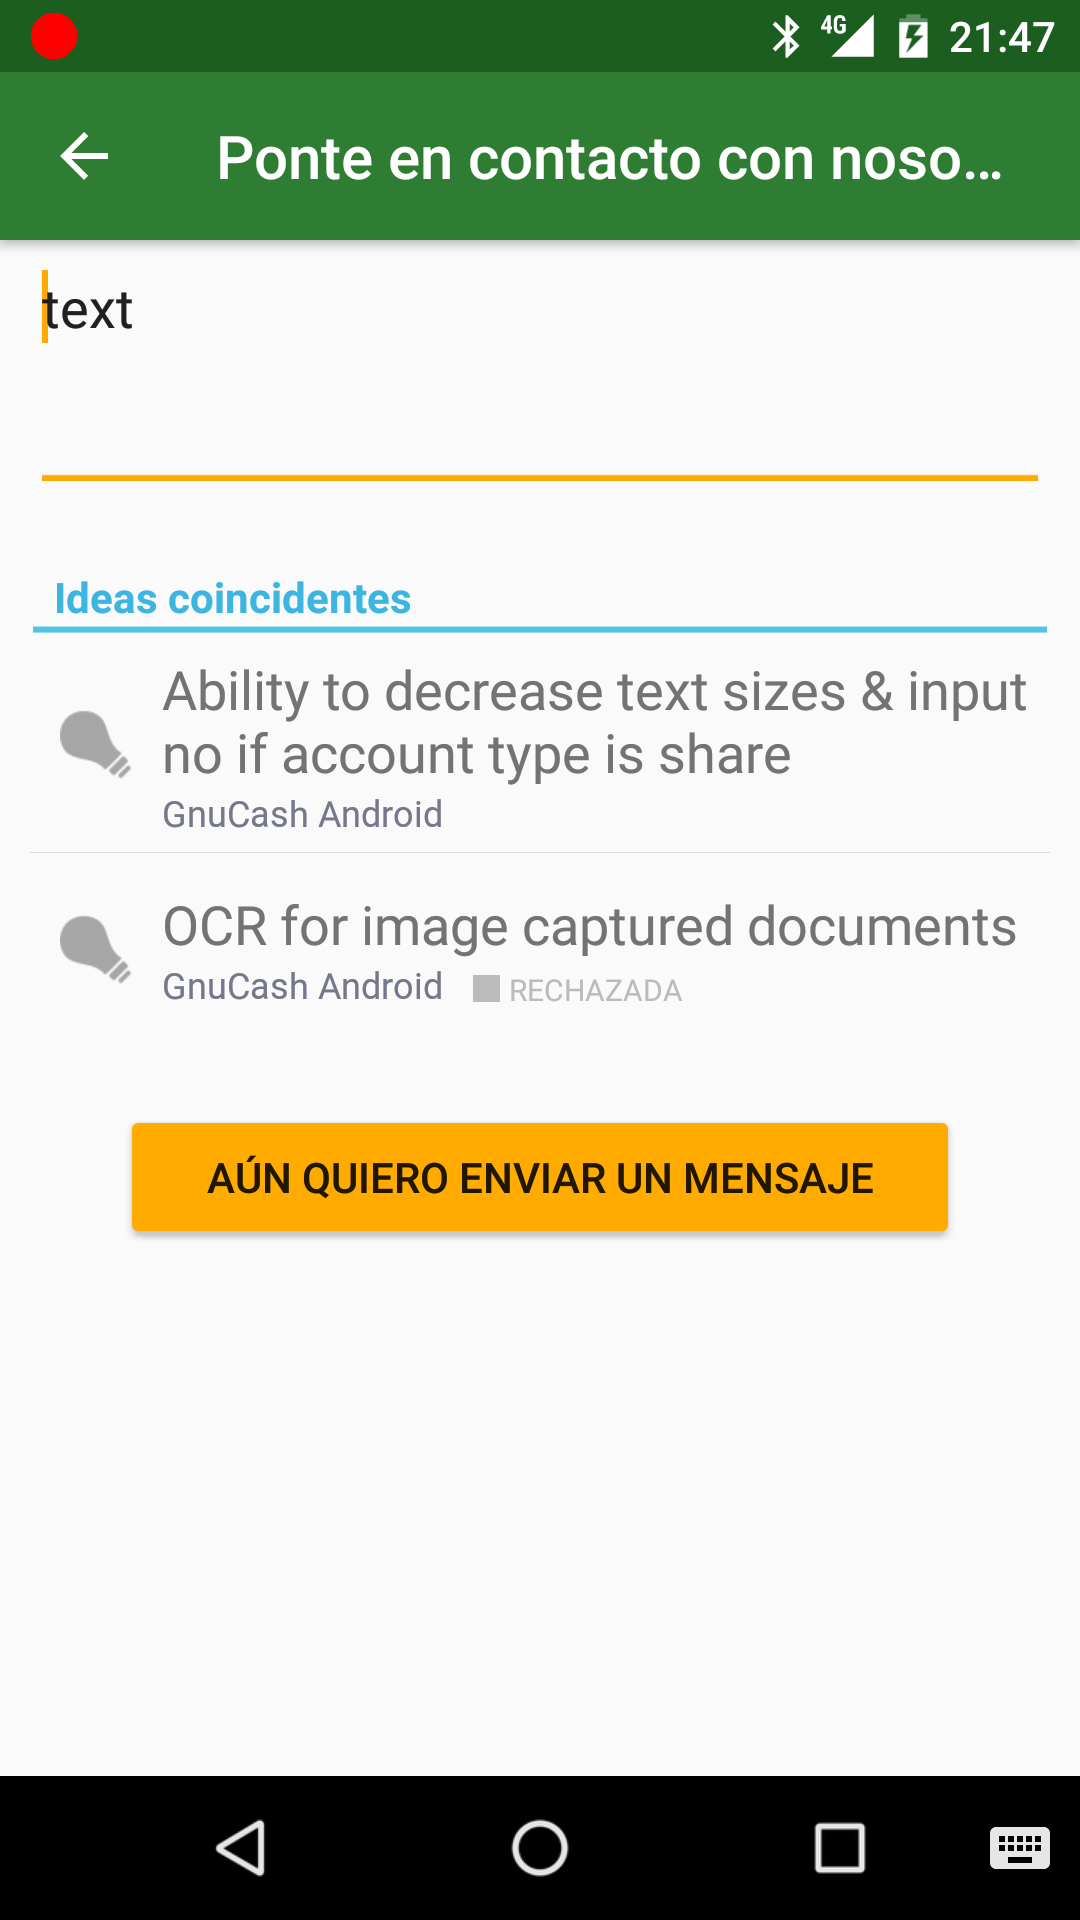 4G 21:47
Ponte en contacto con noso...
text
Ideas coincidentes
Ability to decrease text sizes & input
no if account type is share
GnuCash Android
OCR for image captured documents
GnuCash Android RECHAZADA
AÚN QUIERO ENVIAR UN MENSAJE